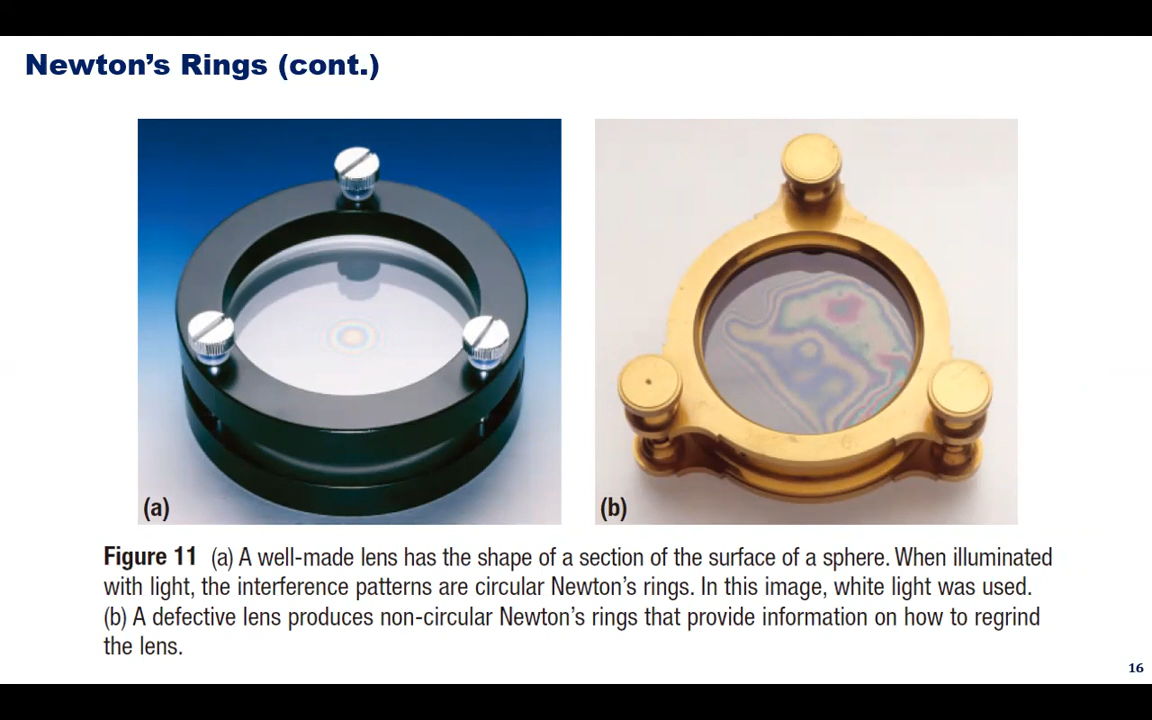 Newton’s Rings (cont.)
(a)
(b)
Figure 11 (a) A well-made lens has the shape of a section of the surface of a sphere. When illuminated
with light, the interference patterns are circular Newton’s rings. In this image, white light was used.
(b) A defective lens produces non-circular Newton’s rings that provide information on how to regrind
the lens.
16